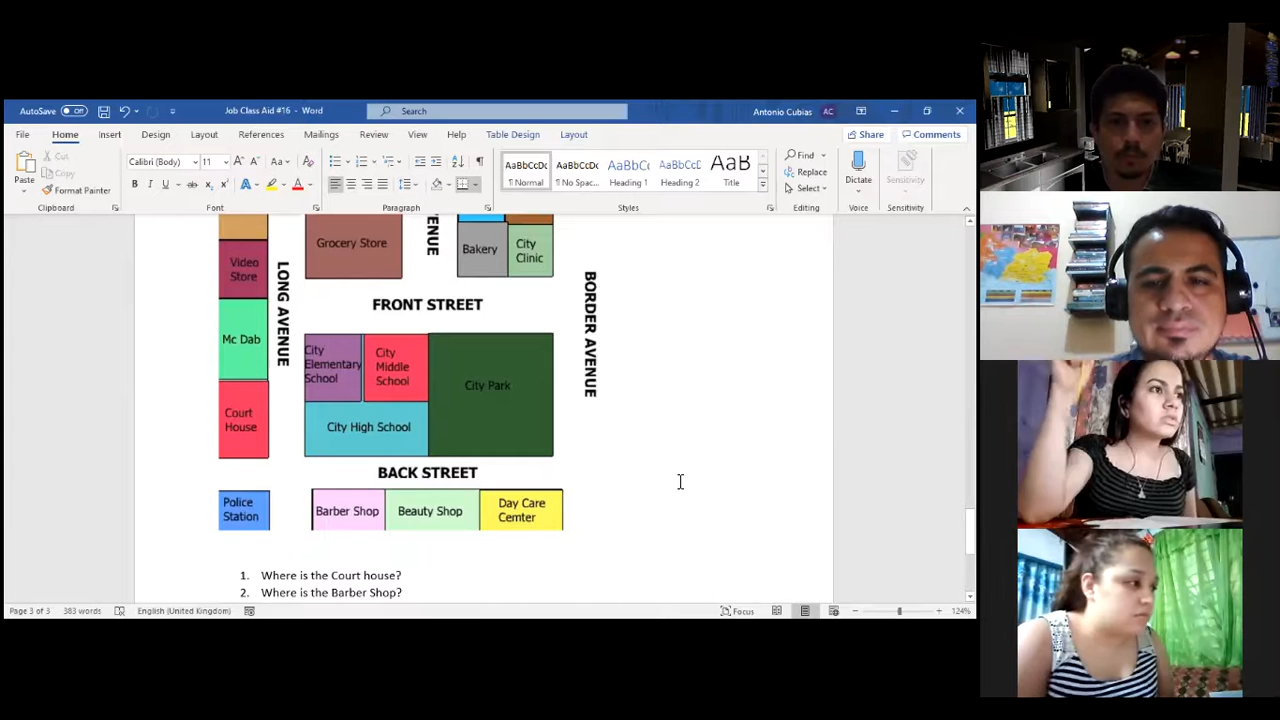 AutoSave Off Job Class Aid #16 - Word Search Antonio Cubias AC
File Home Insert Design Layout References Mailings Review View Help Table Design Layout Share Comments
Paste Cut Copy Format Painter
Calibri (Body) 11
AaBbCcDc AaBbCcDc AaBbCc AaBbCcD AaB
¶ Normal ¶ No Spac... Heading 1 Heading 2 Title
Find Replace Select
Dictate Sensitivity
Clipboard Font Paragraph Styles Editing Voice Sensitivity
Grocery Store
Bakery
City
Clinic
Video
Store
LONG AVENUE
FRONT STREET
BORDER AVENUE
Mc Dab
City
Elementary
School
City
Middle
School
City Park
Court
House
City High School
BACK STREET
Police
Station
Barber Shop
Beauty Shop
Day Care
Cemter
1. Where is the Court house?
2. Where is the Barber Shop?
Page 3 of 3 383 words English (United Kingdom) Focus 124%